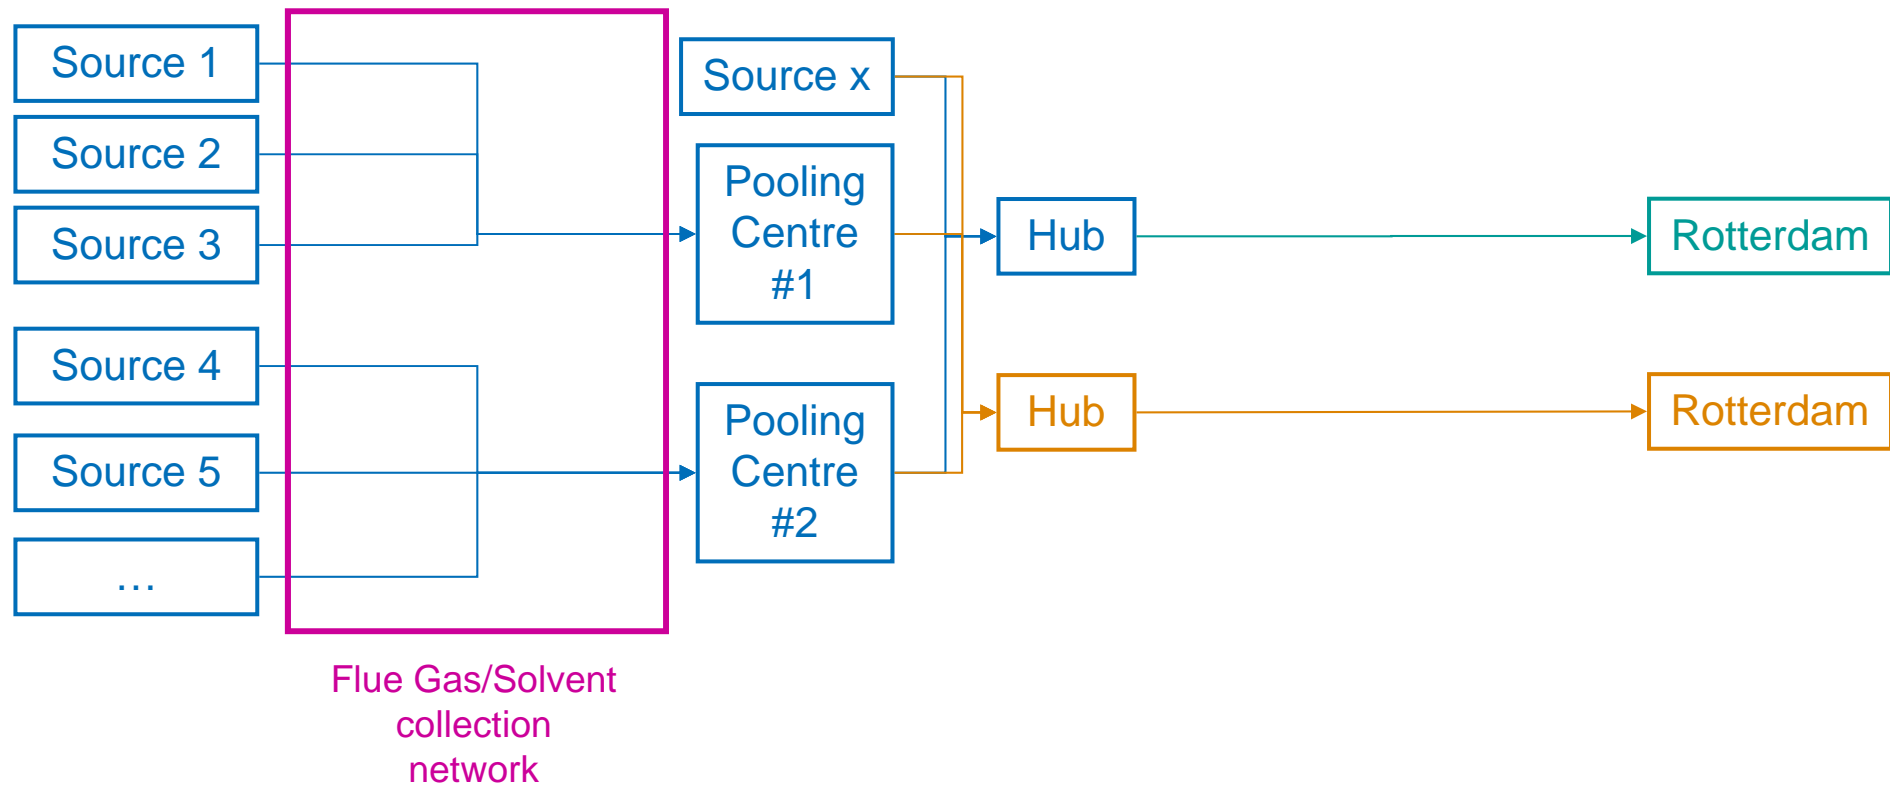 Source 1
Source 2
Source 3
Source 4
Source 5
…
Flue Gas/Solvent
collection
network
Source x
Pooling
Centre
#1
Pooling
Centre
#2
Hub
Hub
Rotterdam
Rotterdam